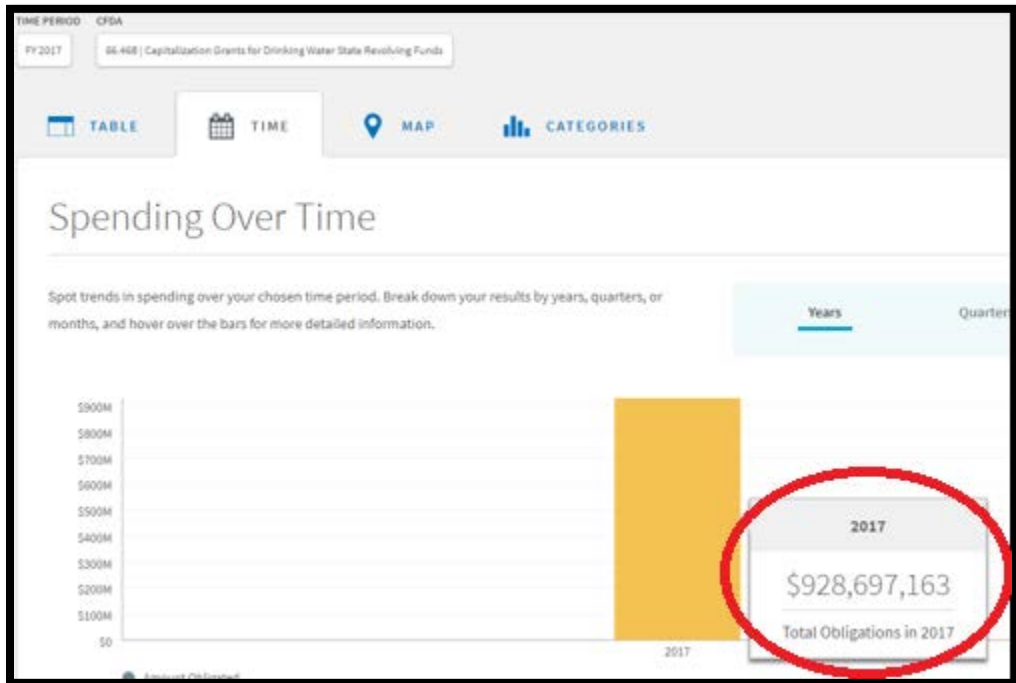 TIME PERIOD CFDA
FY 2017 66.468 | Capitalization Grants for Drinking Water State Revolving Funds
TABLE TIME MAP CATEGORIES
Spending Over Time
Spot trends in spending over your chosen time period. Break down your results by years, quarters, or
months, and hover over the bars for more detailed information.
Years Quarter
$900M
$800M
$700M
$600M
$500M
$400M
$300M
$200M
$100M
$0
2017
2017
$928,697,163
Total Obligations in 2017
Amount Obligated